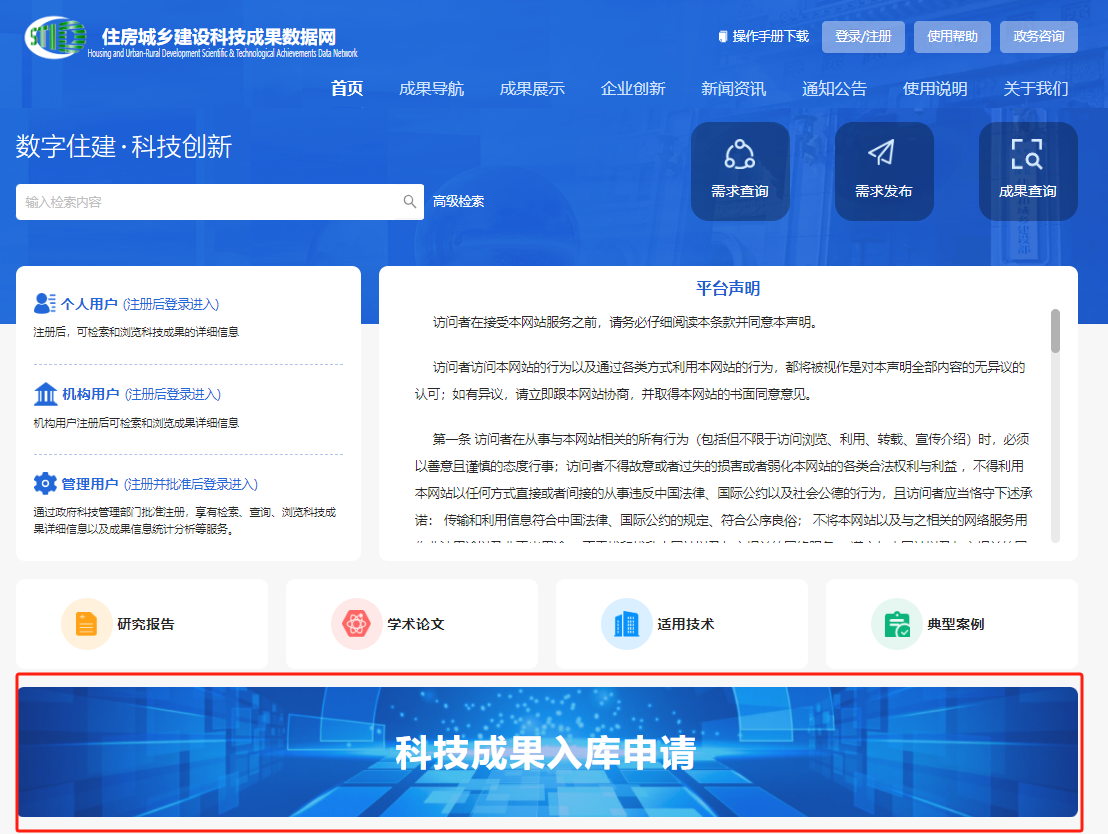 住房城乡建设科技成果数据网
Housing and Urban-Rural Development Scientific & Technological Achievements Data Network
操作手册下载
登录/注册
使用帮助
政务咨询
首页
成果导航
成果展示
企业创新
新闻资讯
通知公告
使用说明
关于我们
数字住建·科技创新
输入检索内容
高级检索
需求查询
需求发布
成果查询
个人用户 (注册后登录进入)
注册后，可检索和浏览科技成果的详细信息
机构用户 (注册后登录进入)
机构用户注册后可检索和浏览成果详细信息
管理用户 (注册并批准后登录进入)
通过政府科技管理部门批准注册，享有检索、查询、浏览科技成
果详细信息以及成果信息统计分析等服务。
平台声明
访问者在接受本网站服务之前，请务必仔细阅读本条款并同意本声明。
访问者访问本网站的行为以及通过各类方式利用本网站的行为，都将被视作是对本声明全部内容的无异议的
认可；如有异议，请立即跟本网站协商，并取得本网站的书面同意意见。
第一条 访问者在从事与本网站相关的所有行为（包括但不限于访问浏览、利用、转载、宣传介绍）时，必须
以善意且谨慎的态度行事；访问者不得故意或者过失的损害或者弱化本网站的各类合法权利与利益，不得利用
本网站以任何方式直接或者间接的从事违反中国法律、国际公约以及社会公德的行为，且访问者应当恪守下述承
诺： 传输和利用信息符合中国法律、国际公约的规定、符合公序良俗； 不将本网站以及与之相关的网络服务用
研究报告
学术论文
适用技术
典型案例
科技成果入库申请